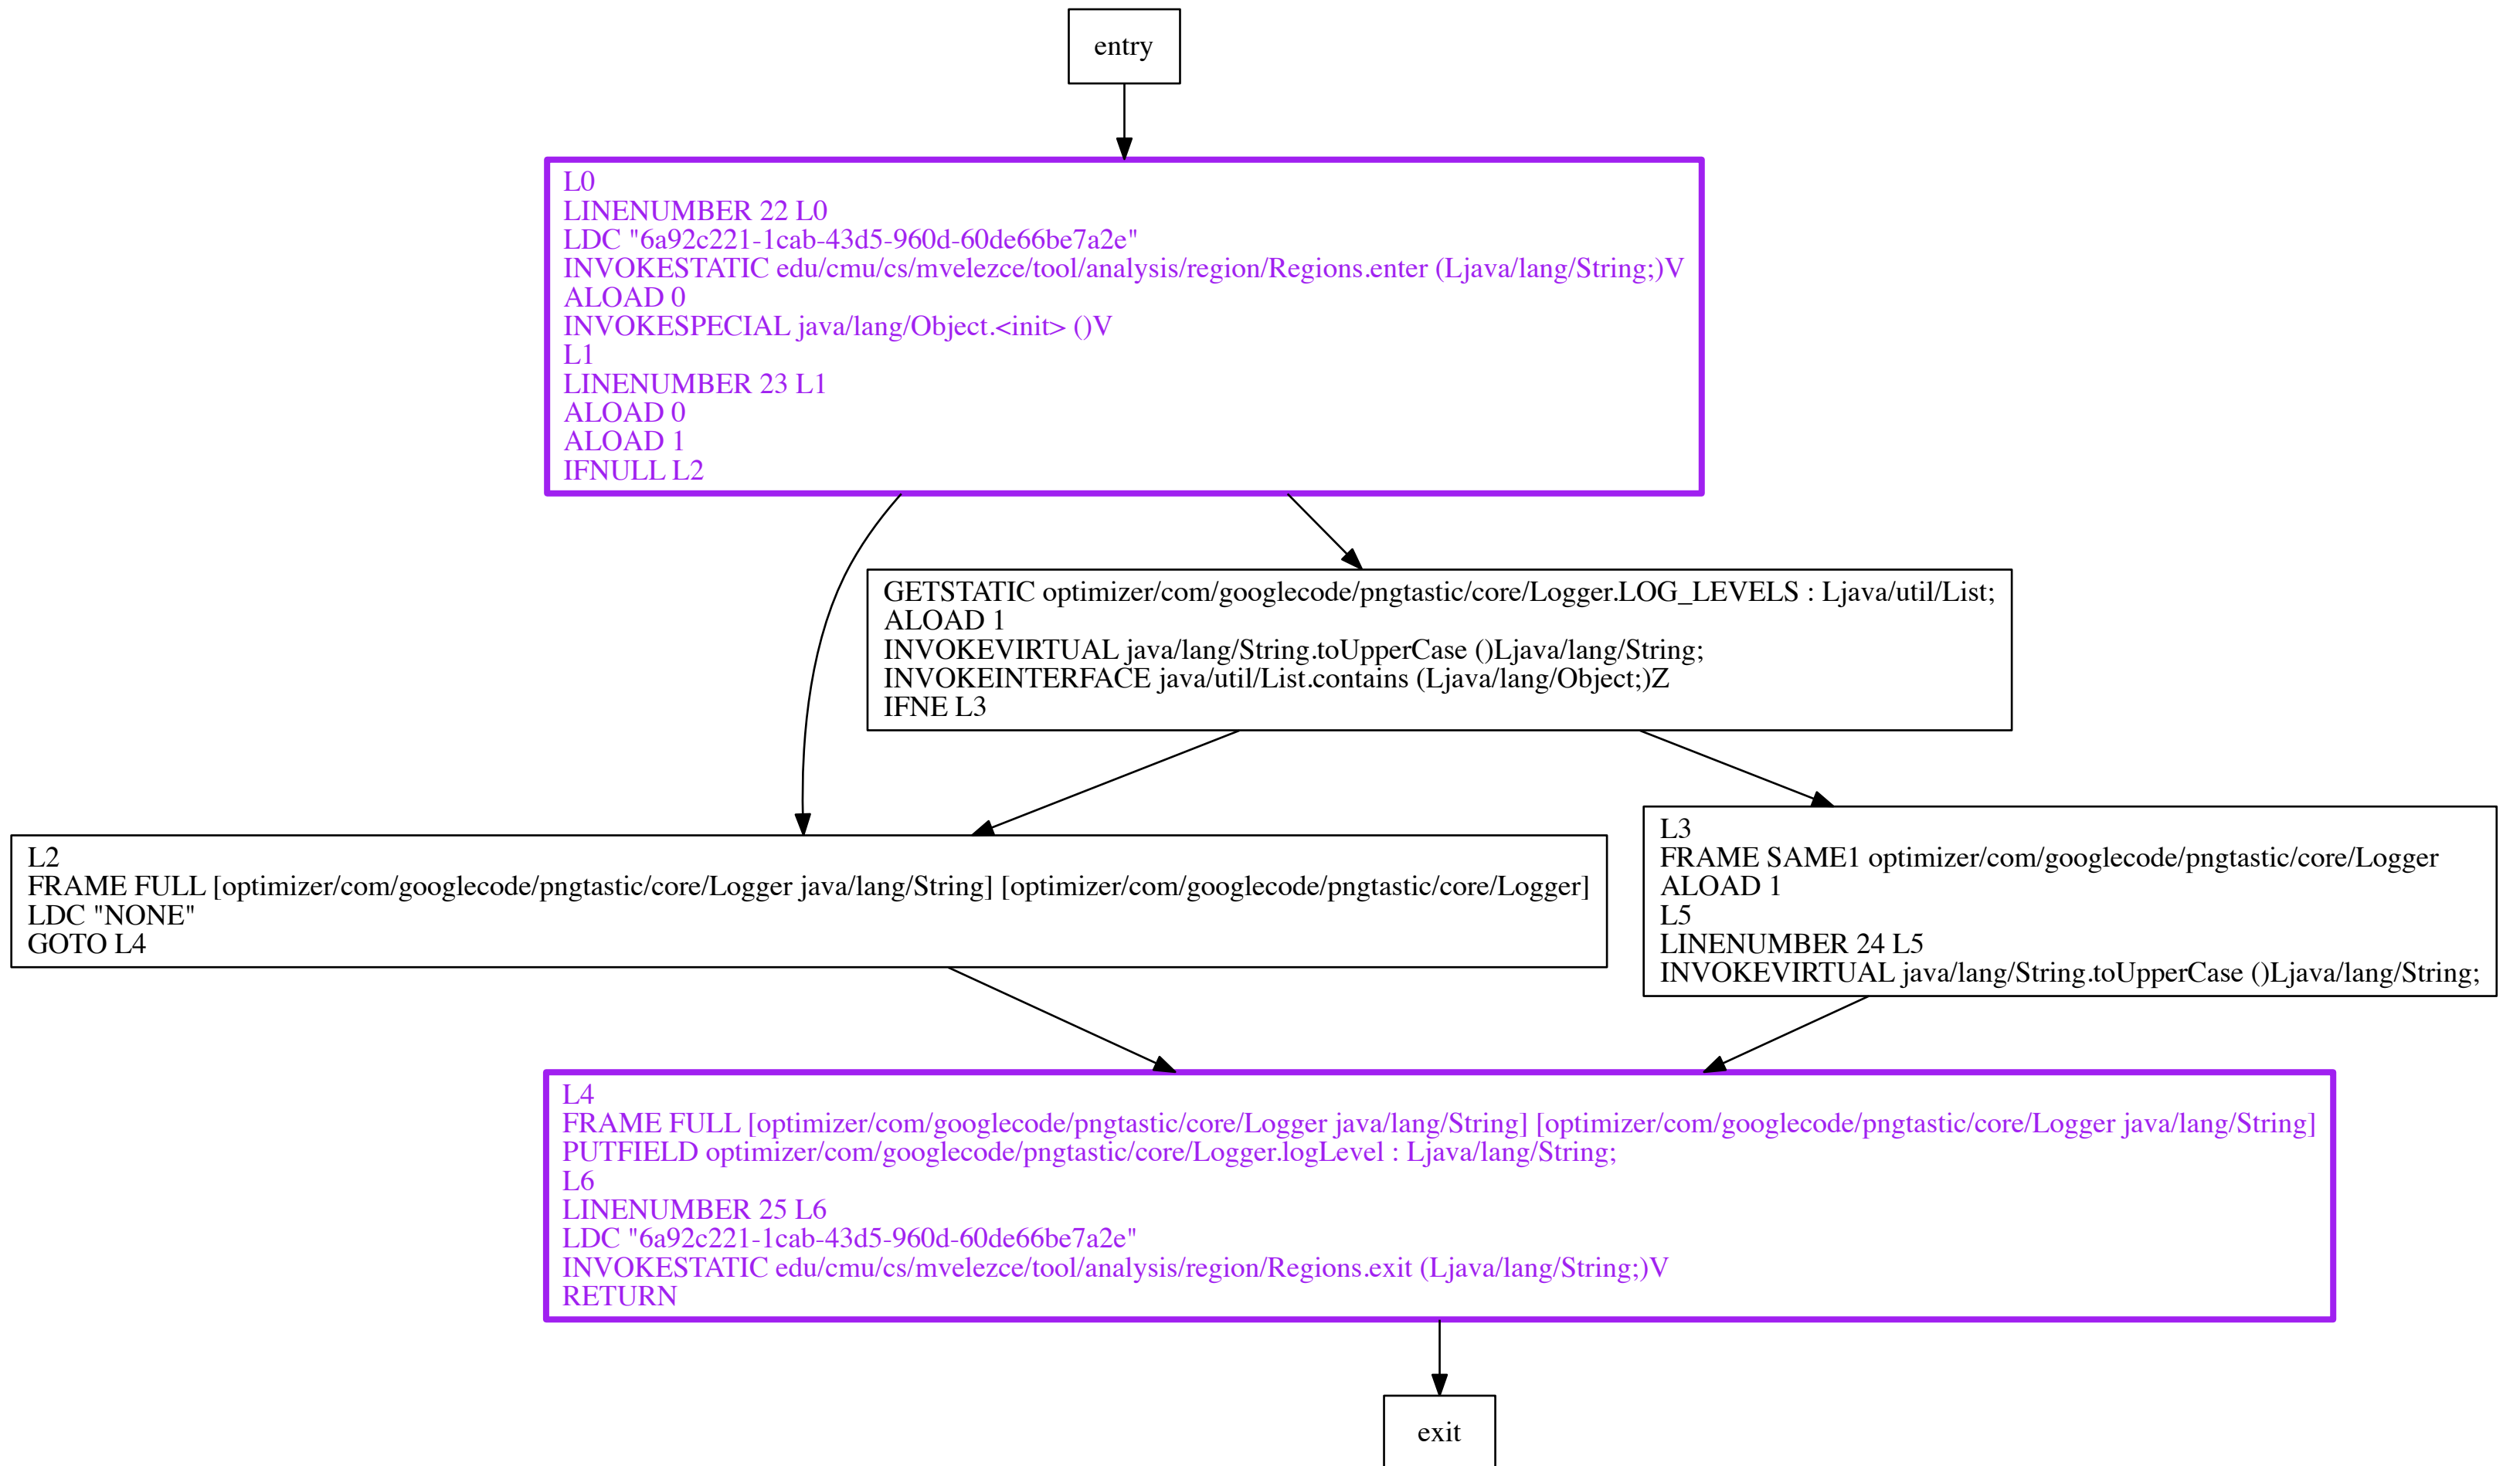 entry
L0
LINENUMBER 22 L0
LDC "6a92c221-1cab-43d5-960d-60de66be7a2e"
INVOKESTATIC edu/cmu/cs/mvelezce/tool/analysis/region/Regions.enter (Ljava/lang/String;)V
ALOAD 0
INVOKESPECIAL java/lang/Object.<init> ()V
L1
LINENUMBER 23 L1
ALOAD 0
ALOAD 1
IFNULL L2
GETSTATIC optimizer/com/googlecode/pngtastic/core/Logger.LOG_LEVELS : Ljava/util/List;
ALOAD 1
INVOKEVIRTUAL java/lang/String.toUpperCase ()Ljava/lang/String;
INVOKEINTERFACE java/util/List.contains (Ljava/lang/Object;)Z
IFNE L3
L2
FRAME FULL [optimizer/com/googlecode/pngtastic/core/Logger java/lang/String] [optimizer/com/googlecode/pngtastic/core/Logger]
LDC "NONE"
GOTO L4
L3
FRAME SAME1 optimizer/com/googlecode/pngtastic/core/Logger
ALOAD 1
L5
LINENUMBER 24 L5
INVOKEVIRTUAL java/lang/String.toUpperCase ()Ljava/lang/String;
L4
FRAME FULL [optimizer/com/googlecode/pngtastic/core/Logger java/lang/String] [optimizer/com/googlecode/pngtastic/core/Logger java/lang/String]
PUTFIELD optimizer/com/googlecode/pngtastic/core/Logger.logLevel : Ljava/lang/String;
L6
LINENUMBER 25 L6
LDC "6a92c221-1cab-43d5-960d-60de66be7a2e"
INVOKESTATIC edu/cmu/cs/mvelezce/tool/analysis/region/Regions.exit (Ljava/lang/String;)V
RETURN
exit